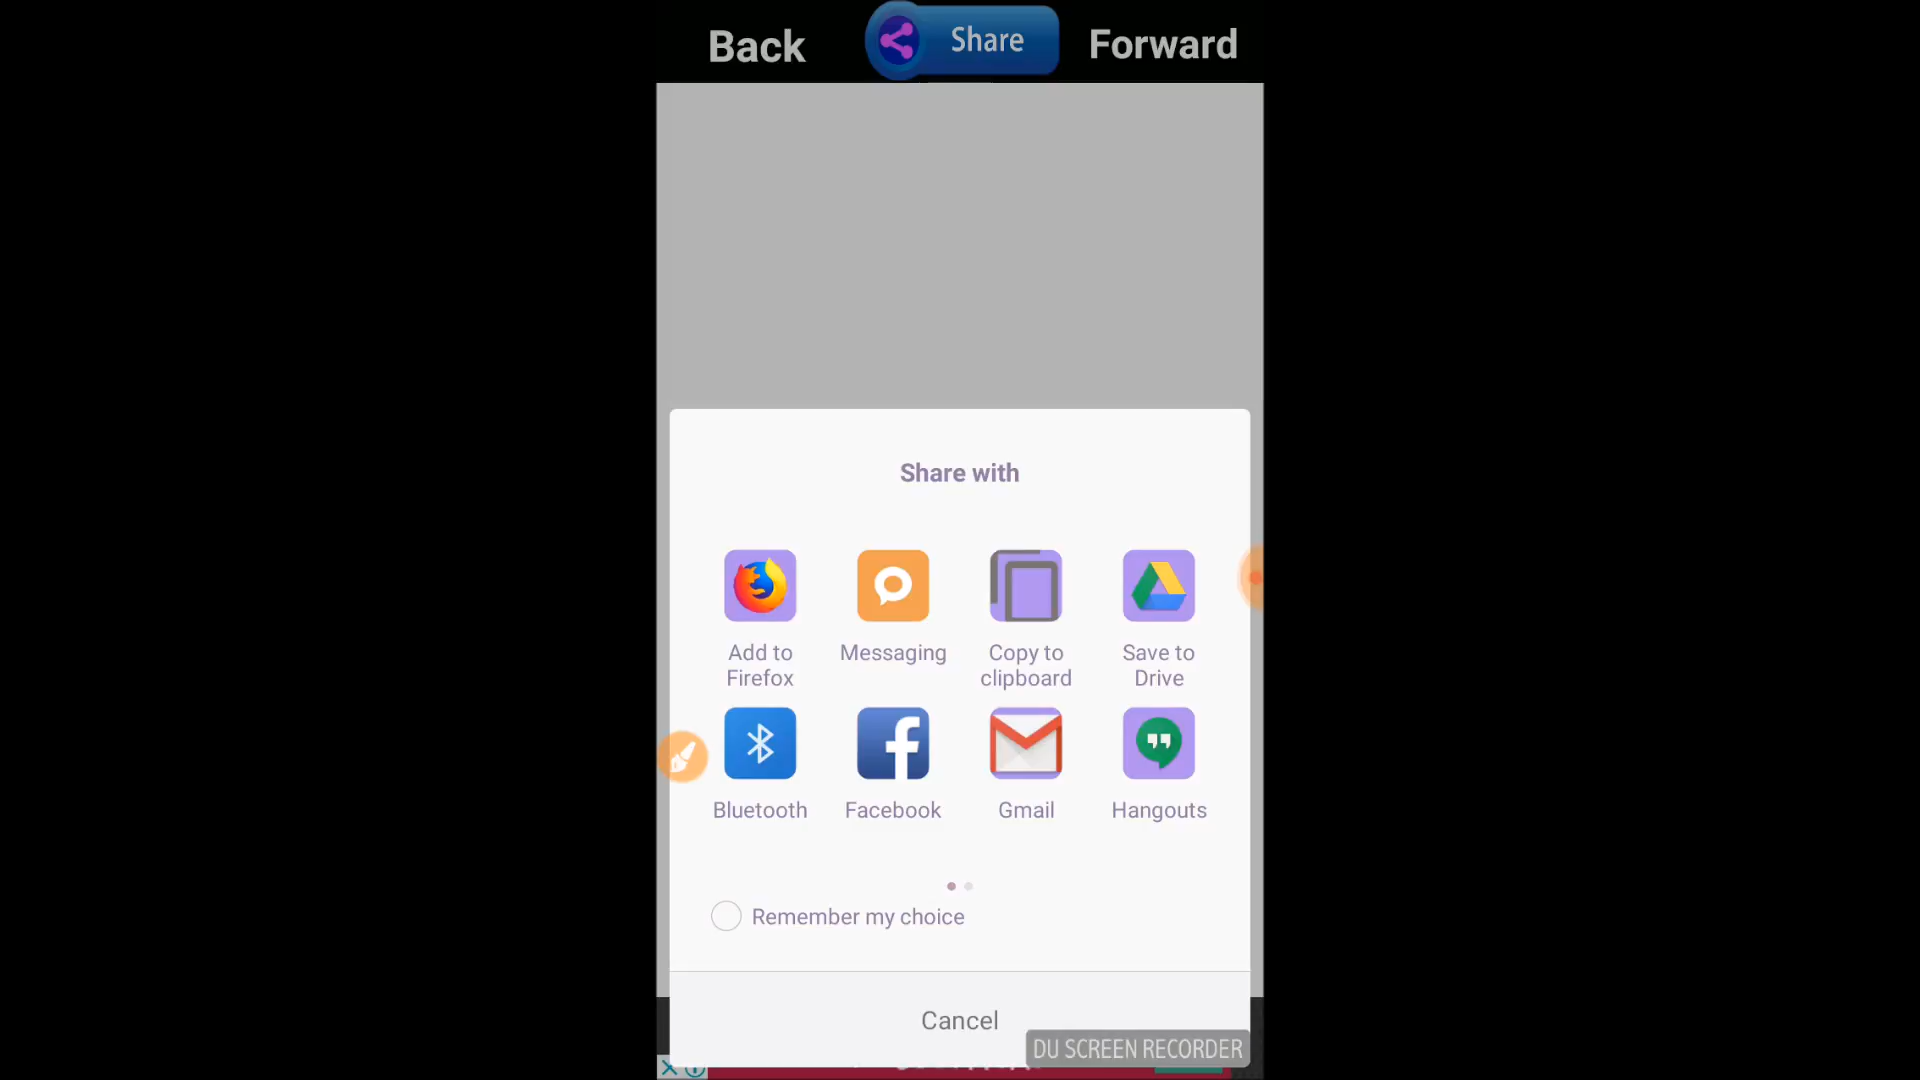 Back Share Forward
Share with
Add to Firefox
Messaging
Copy to clipboard
Save to Drive
Bluetooth
Facebook
Gmail
Hangouts
Remember my choice
Cancel
DU SCREEN RECORDER